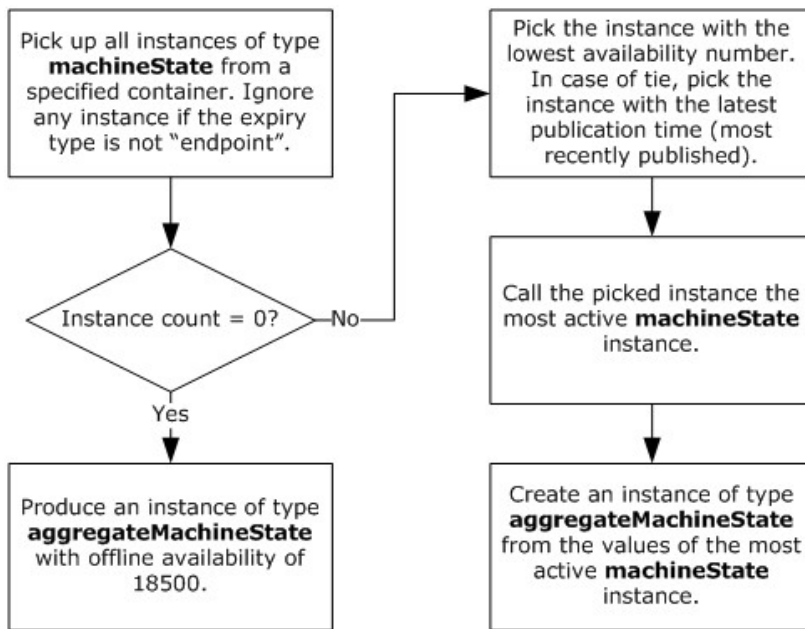 Pick up all instances of type
machineState from a
specified container. Ignore
any instance if the expiry
type is not “endpoint”.
Instance count = 0?
No
Yes
Produce an instance of type
aggregateMachineState
with offline availability of
18500.
Pick the instance with the
lowest availability number.
In case of tie, pick the
instance with the latest
publication time (most
recently published).
Call the picked instance the
most active machineState
instance.
Create an instance of type
aggregateMachineState
from the values of the most
active machineState
instance.